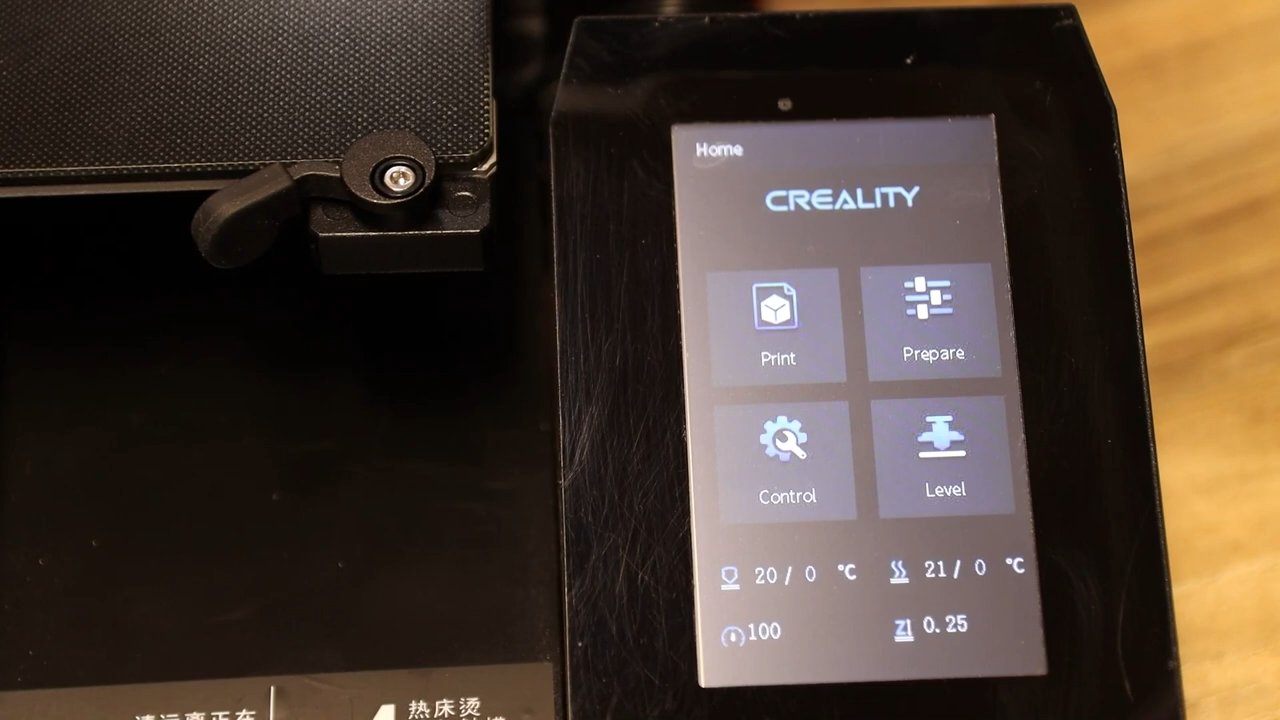 Home
CREALITY
Print
Prepare
Control
Level
20 / 0 °C
21 / 0 °C
100
Z 0.25
热床烫